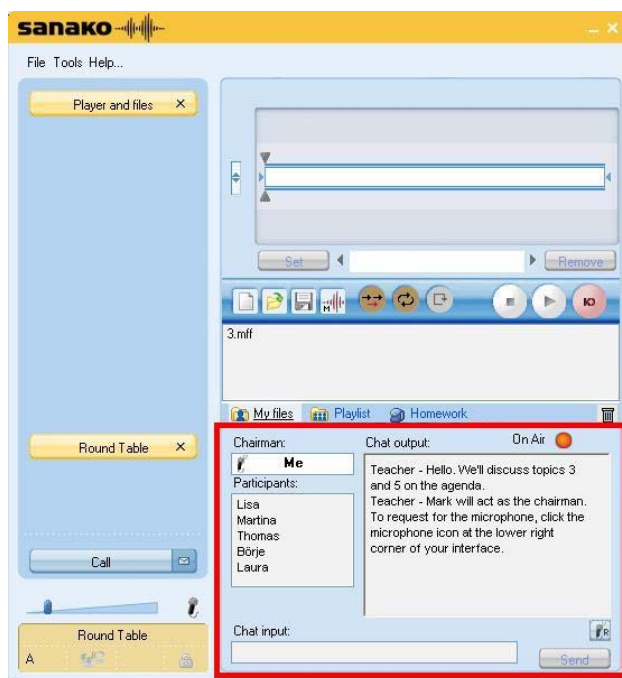 sanako
File Tools Help...
Player and files
Set
Remove
M
3.mff
My files Playlist Homework
Round Table
Call
Round Table
A
Chairman:
Me
Participants:
Lisa
Martina
Thomas
Börje
Laura
Chat output:
On Air
Teacher - Hello. We'll discuss topics 3
and 5 on the agenda.
Teacher - Mark will act as the chairman.
To request for the microphone, click the
microphone icon at the lower right
corner of your interface.
R
Chat input:
Send